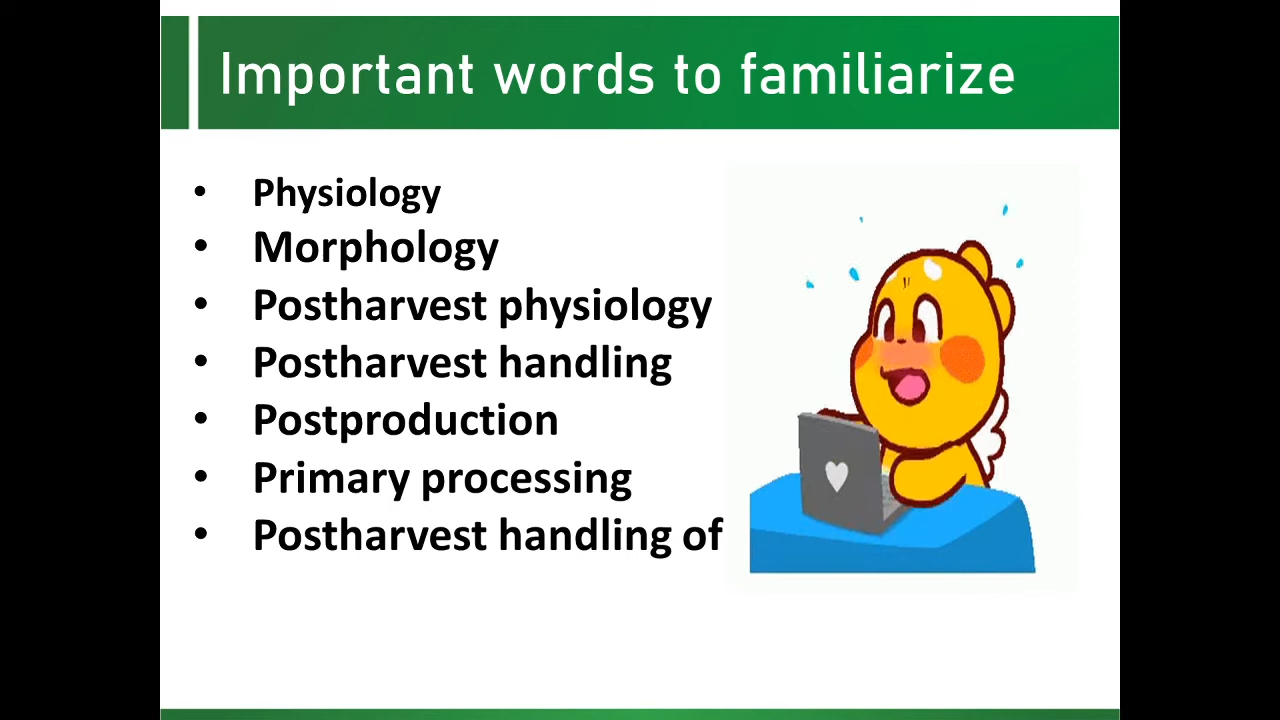 Important words to familiarize
• Physiology
• Morphology
• Postharvest physiology
• Postharvest handling
• Postproduction
• Primary processing
• Postharvest handling of